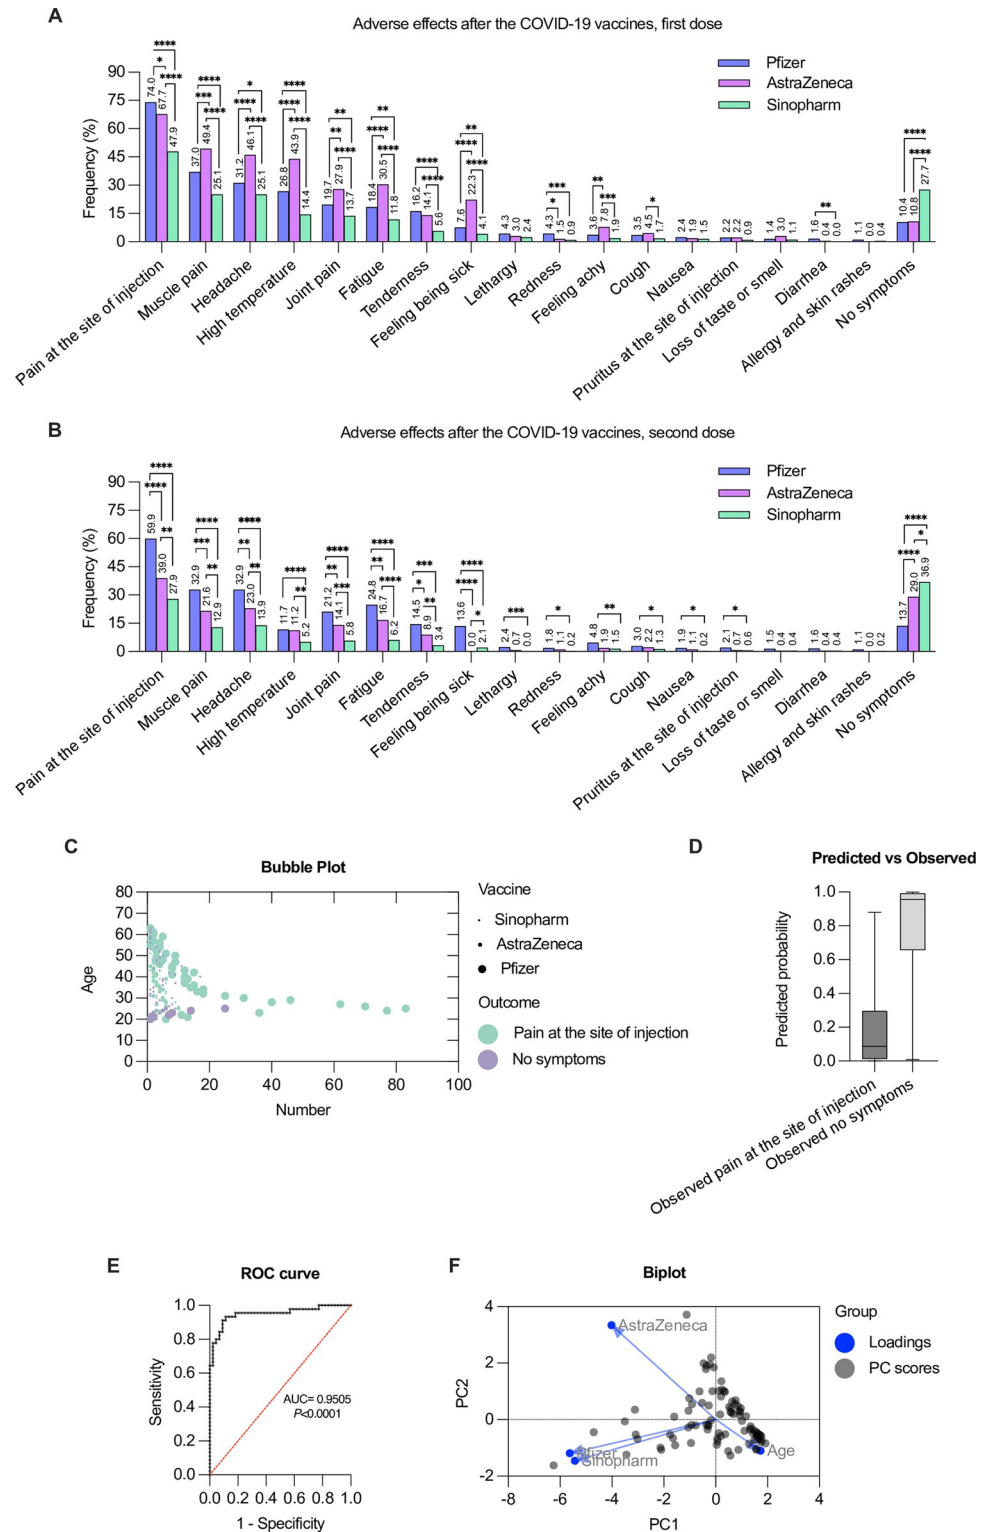 A
Adverse effects after the COVID-19 vaccines, first dose
Pfizer
AstraZeneca
Sinopharm
Frequency (%)
90
75
60
45
30
15
0
**** * ****
74.0 67.7 47.9
**** *** ****
37.0 49.4 25.1
* **** ****
31.2 46.1 25.1
**** **** ****
26.8 43.9 14.4
** ** ****
19.7 27.9 13.7
** **** ****
18.4 30.5 11.8
**** ****
16.2 14.1 5.6
** **** ****
7.6 22.3 4.1
4.3 3.0 2.4
*** *
4.3 1.5 0.9
** ***
3.6 7.8 1.9
*
3.5 4.5 1.7
2.4 1.9 1.5
2.2 2.2 0.9
1.4 3.0 1.1
**
1.6 0.4 0.0
1.1 0.0 0.4
**** ****
10.4 10.8 27.7
Pain at the site of injection
Muscle pain
Headache
High temperature
Joint pain
Fatigue
Tenderness
Feeling being sick
Lethargy
Redness
Feeling achy
Cough
Nausea
Pruritus at the site of injection
Loss of taste or smell
Diarrhea
Allergy and skin rashes
No symptoms
B
Adverse effects after the COVID-19 vaccines, second dose
Pfizer
AstraZeneca
Sinopharm
Frequency (%)
90
75
60
45
30
15
0
**** **** **
59.9 39.0 27.9
**** *** **
32.9 21.6 12.9
**** ** **
32.9 23.0 13.9
**** **
11.7 11.2 5.2
**** ** ***
21.2 14.1 5.8
**** ** ****
24.8 16.7 6.2
*** * **
14.5 8.9 3.4
**** **** *
13.6 0.0 2.1
***
2.4 0.7 0.0
*
1.8 1.1 0.2
**
4.8 1.9 1.5
*
3.0 2.2 1.3
*
1.9 1.1 0.2
*
2.1 0.7 0.6
1.5 0.4 0.4
1.6 0.4 0.4
1.1 0.0 0.2
**** **** *
13.7 29.0 36.9
Pain at the site of injection
Muscle pain
Headache
High temperature
Joint pain
Fatigue
Tenderness
Feeling being sick
Lethargy
Redness
Feeling achy
Cough
Nausea
Pruritus at the site of injection
Loss of taste or smell
Diarrhea
Allergy and skin rashes
No symptoms
C
Bubble Plot
Age
80
70
60
50
40
30
20
10
0
0 20 40 60 80 100
Number
Vaccine
Sinopharm
AstraZeneca
Pfizer
Outcome
Pain at the site of injection
No symptoms
D
Predicted vs Observed
Predicted probability
1.0
0.8
0.6
0.4
0.2
0.0
Observed pain at the site of injection
Observed no symptoms
E
ROC curve
Sensitivity
1.0
0.8
0.6
0.4
0.2
0.0
AUC= 0.9505
P<0.0001
0.0 0.2 0.4 0.6 0.8 1.0
1 - Specificity
F
Biplot
PC2
4
2
0
-2
AstraZeneca
Pfizer
Sinopharm
Age
-8 -6 -4 -2 0 2 4
PC1
Group
Loadings
PC scores